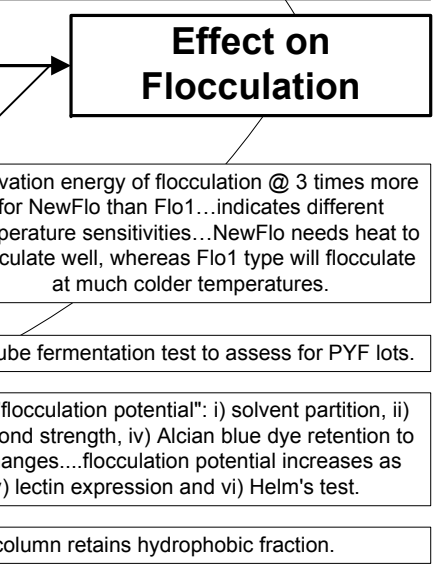 Effect on
Flocculation
vation energy of flocculation @ 3 times more
for NewFlo than Flo1…indicates different
perature sensitivities…NewFlo needs heat to
culate well, whereas Flo1 type will flocculate
at much colder temperatures.
ube fermentation test to assess for PYF lots.
flocculation potential": i) solvent partition, ii)
ond strength, iv) Alcian blue dye retention to
anges....flocculation potential increases as
) lectin expression and vi) Helm's test.
column retains hydrophobic fraction.